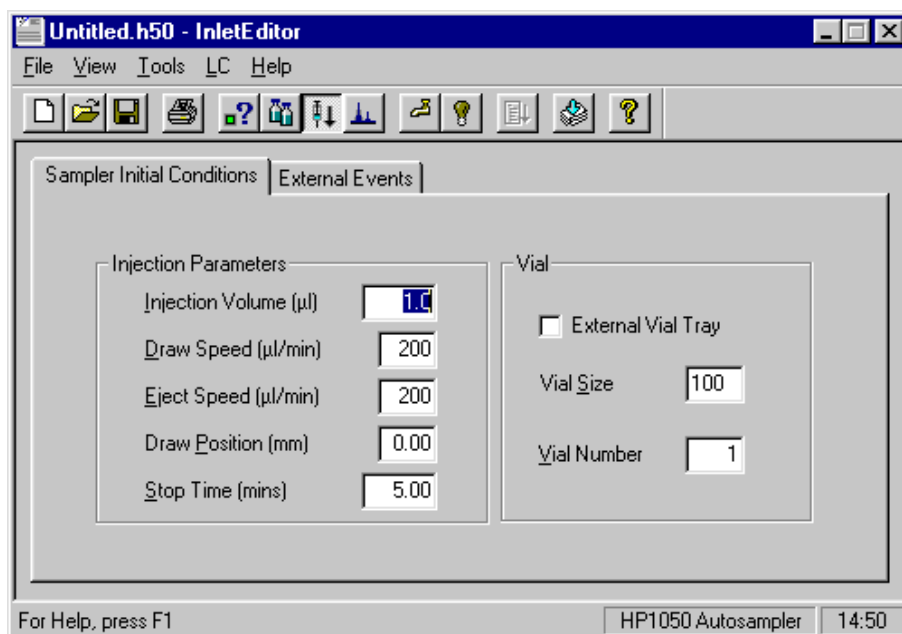 Untitled.h50 - InletEditor
File View Tools LC Help
Sampler Initial Conditions External Events
Injection Parameters
Injection Volume (µl) 1.0
Draw Speed (µl/min) 200
Eject Speed (µl/min) 200
Draw Position (mm) 0.00
Stop Time (mins) 5.00
Vial
External Vial Tray
Vial Size 100
Vial Number 1
For Help, press F1 HP1050 Autosampler 14:50